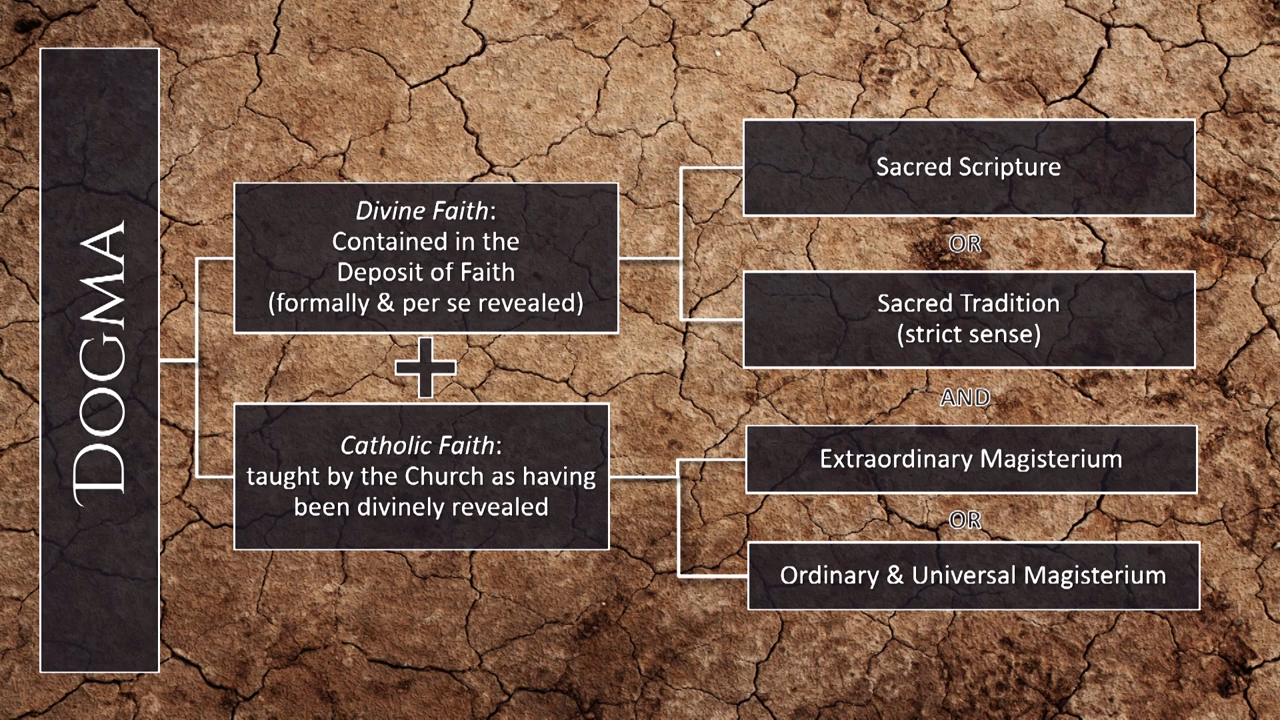 DOGMA
Divine Faith:
Contained in the
Deposit of Faith
(formally & per se revealed)
+
Catholic Faith:
taught by the Church as having
been divinely revealed
Sacred Scripture
OR
Sacred Tradition
(strict sense)
AND
Extraordinary Magisterium
OR
Ordinary & Universal Magisterium